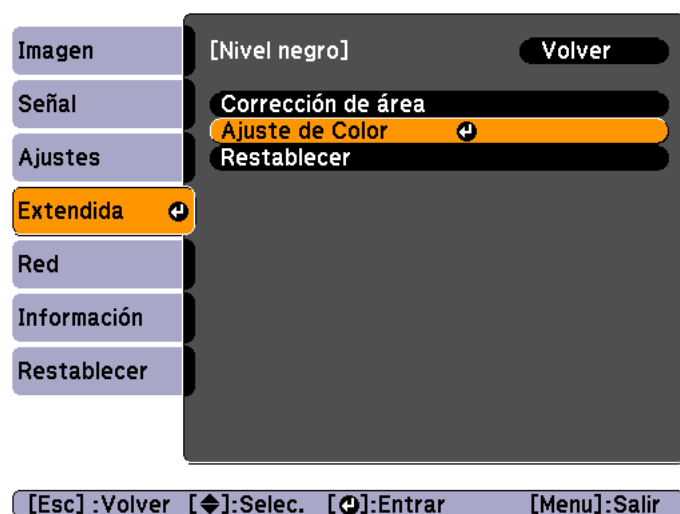 Imagen
Señal
Ajustes
Extendida
Red
Información
Restablecer
[Nivel negro]
Volver
Corrección de área
Ajuste de Color
Restablecer
[Esc] :Volver [◆]:Selec. [↵]:Entrar [Menu]:Salir